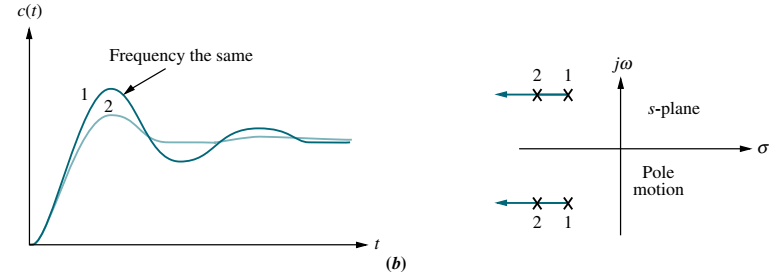 c(t)
Frequency the same
1
2
t
(b)
jω
2 1
s-plane
σ
Pole
motion
2 1